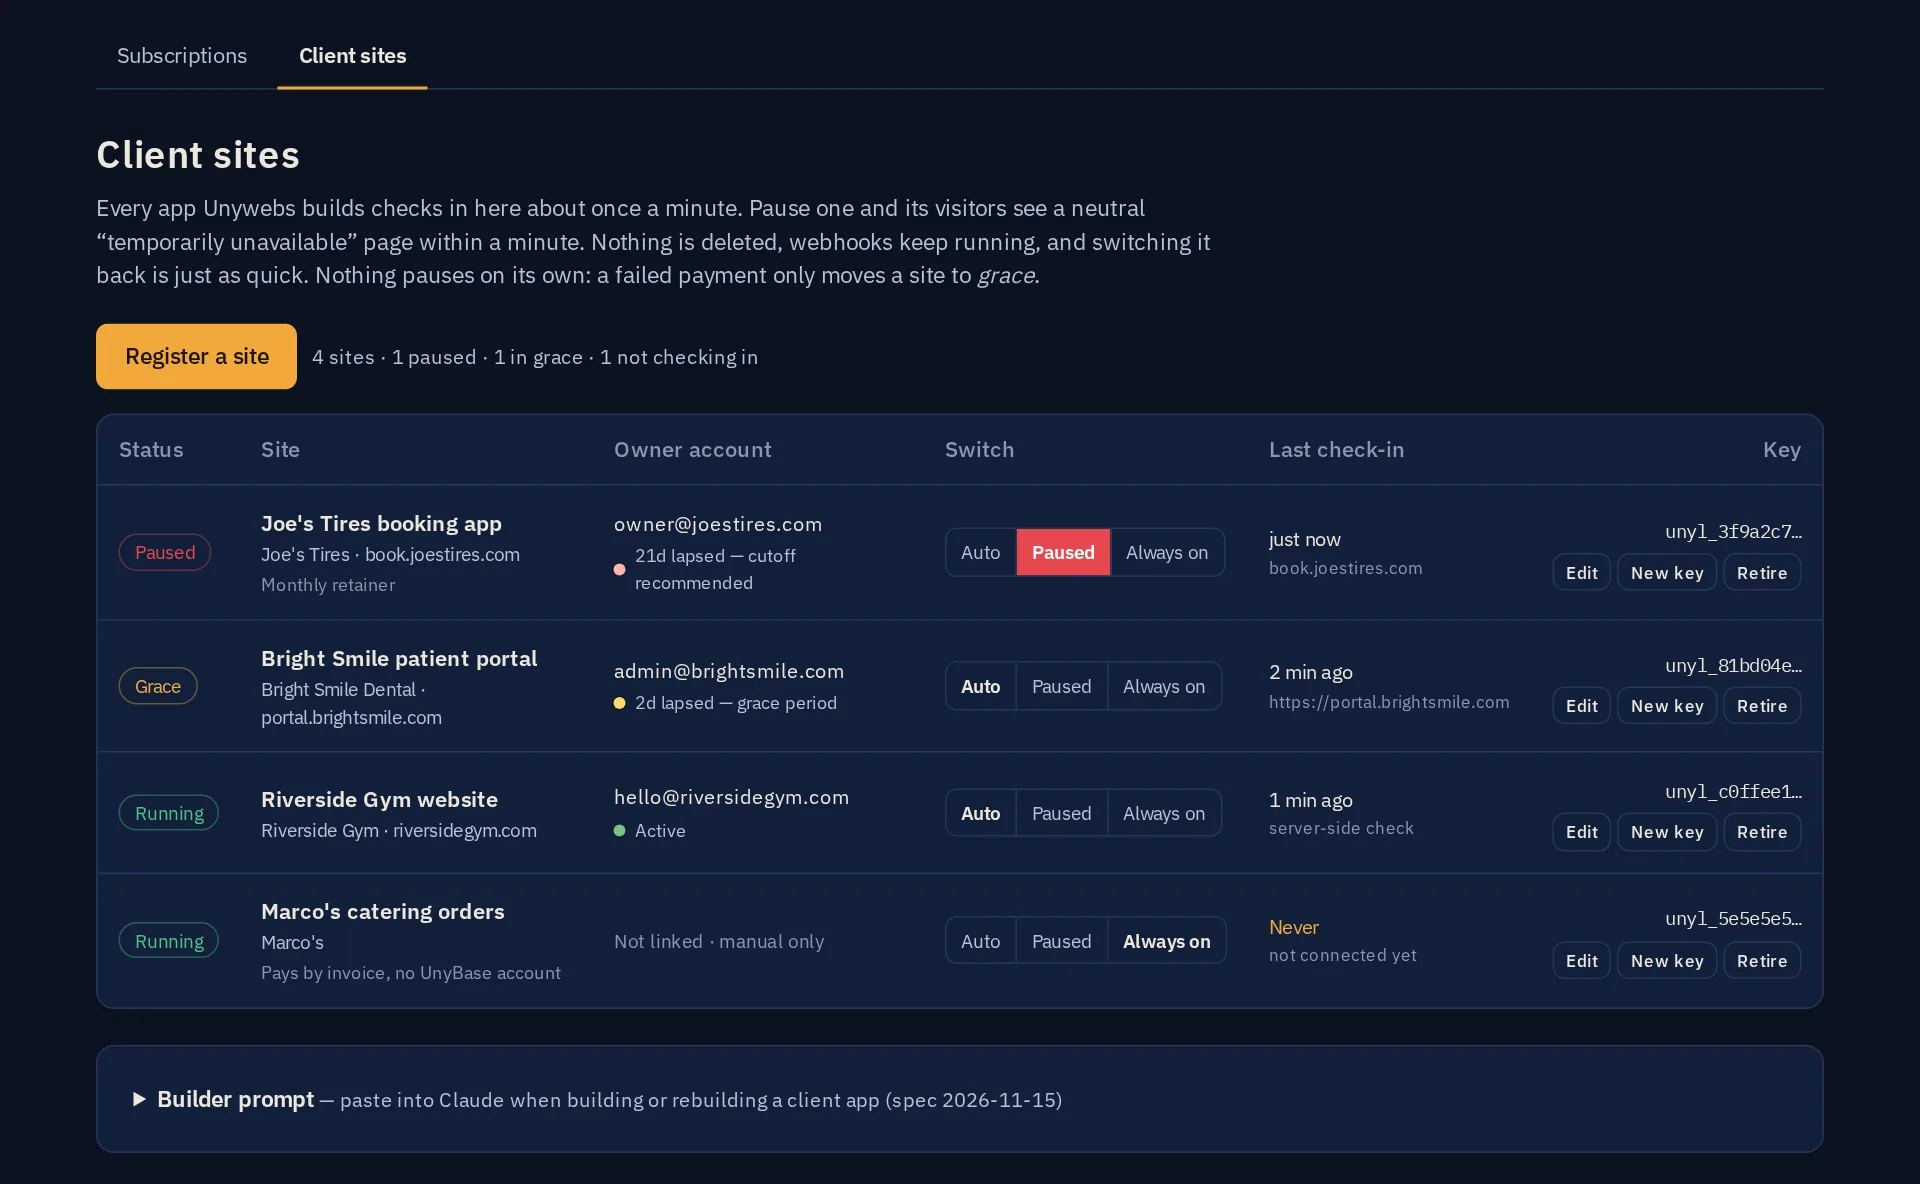 Subscriptions
Client sites
Client sites
Every app Unywebs builds checks in here about once a minute. Pause one and its visitors see a neutral
“temporarily unavailable” page within a minute. Nothing is deleted, webhooks keep running, and switching it
back is just as quick. Nothing pauses on its own: a failed payment only moves a site to grace.
Register a site
4 sites · 1 paused · 1 in grace · 1 not checking in
Status
Site
Owner account
Switch
Last check-in
Key
Paused
Joe's Tires booking app
Joe's Tires · book.joestires.com
Monthly retainer
owner@joestires.com
21d lapsed — cutoff
recommended
Auto
Paused
Always on
just now
book.joestires.com
unyl_3f9a2c7…
Edit
New key
Retire
Grace
Bright Smile patient portal
Bright Smile Dental ·
portal.brightsmile.com
admin@brightsmile.com
2d lapsed — grace period
Auto
Paused
Always on
2 min ago
https://portal.brightsmile.com
unyl_81bd04e…
Edit
New key
Retire
Running
Riverside Gym website
Riverside Gym · riversidegym.com
hello@riversidegym.com
Active
Auto
Paused
Always on
1 min ago
server-side check
unyl_c0ffee1…
Edit
New key
Retire
Running
Marco's catering orders
Marco's
Pays by invoice, no UnyBase account
Not linked · manual only
Auto
Paused
Always on
Never
not connected yet
unyl_5e5e5e5…
Edit
New key
Retire
Builder prompt — paste into Claude when building or rebuilding a client app (spec 2026-11-15)